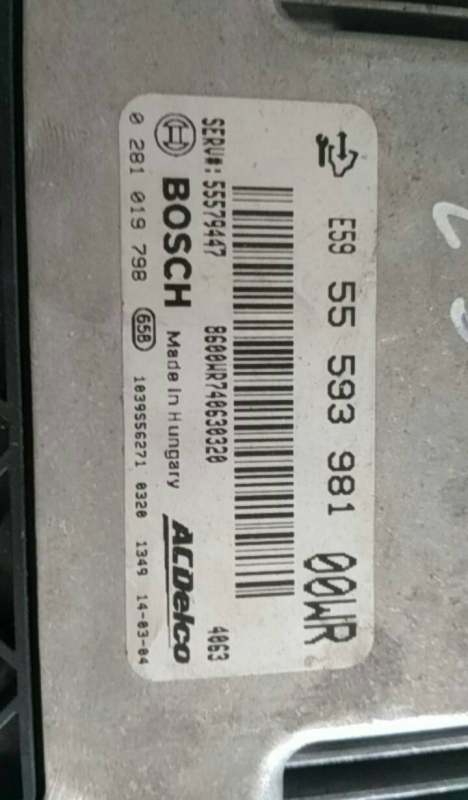 E59 55 593 981 00WR
SERV#: 55579447 8600WR740630320 4063
BOSCH Made in Hungary ACDelco
0 281 019 798 65B 1039S56271 0320 1349 14-03-04